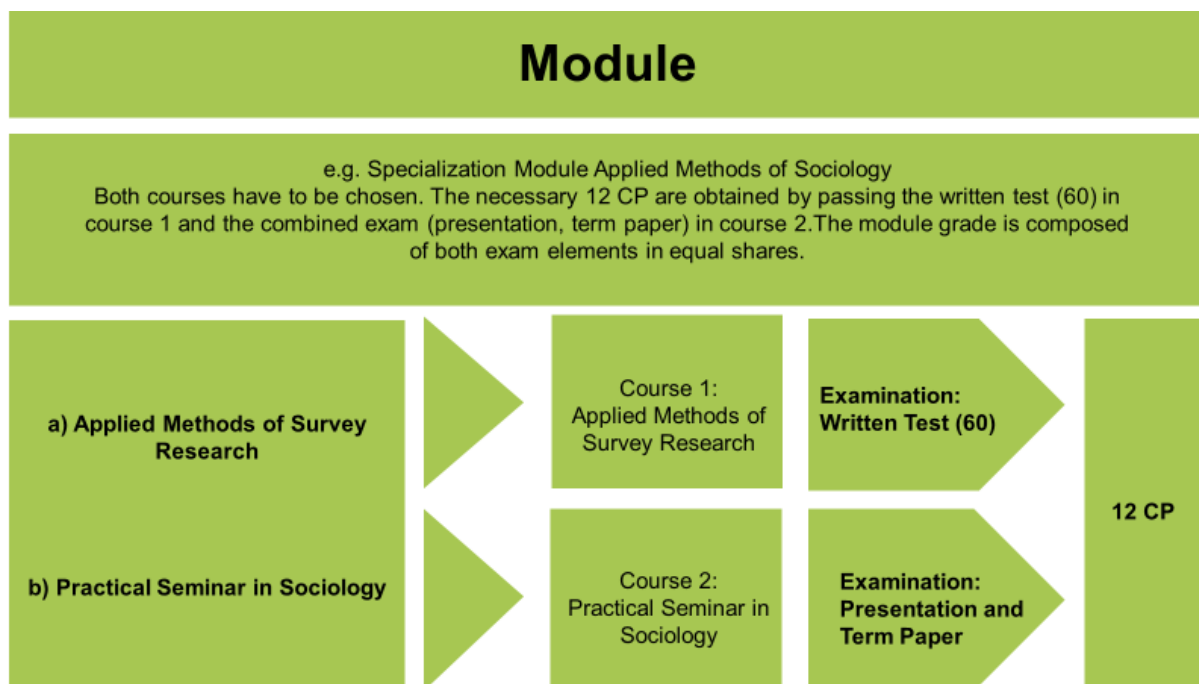 Module
e.g. Specialization Module Applied Methods of Sociology
Both courses have to be chosen. The necessary 12 CP are obtained by passing the written test (60) in
course 1 and the combined exam (presentation, term paper) in course 2.The module grade is composed
of both exam elements in equal shares.
a) Applied Methods of Survey
Research
Course 1:
Applied Methods of
Survey Research
Examination:
Written Test (60)
12 CP
b) Practical Seminar in Sociology
Course 2:
Practical Seminar in
Sociology
Examination:
Presentation and
Term Paper